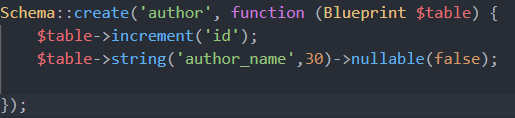 Schema::create('author', function (Blueprint $table) {
    $table->increment('id');
    $table->string('author_name',30)->nullable(false);
});